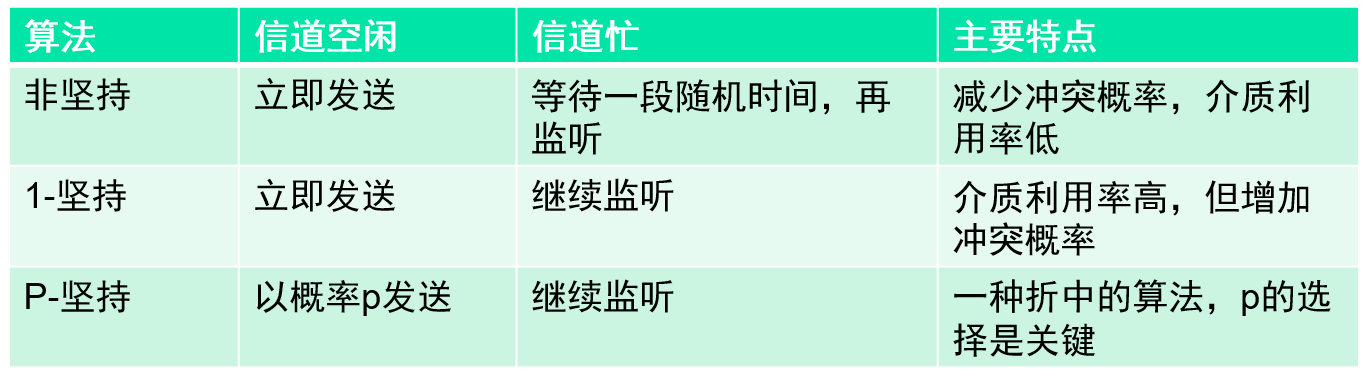 算法 信道空闲 信道忙 主要特点
非坚持 立即发送 等待一段随机时间，再 减少冲突概率，介质利
监听 用率低
1-坚持 立即发送 继续监听 介质利用率高，但增加
冲突概率
P-坚持 以概率p发送 继续监听 一种折中的算法，p的选
择是关键